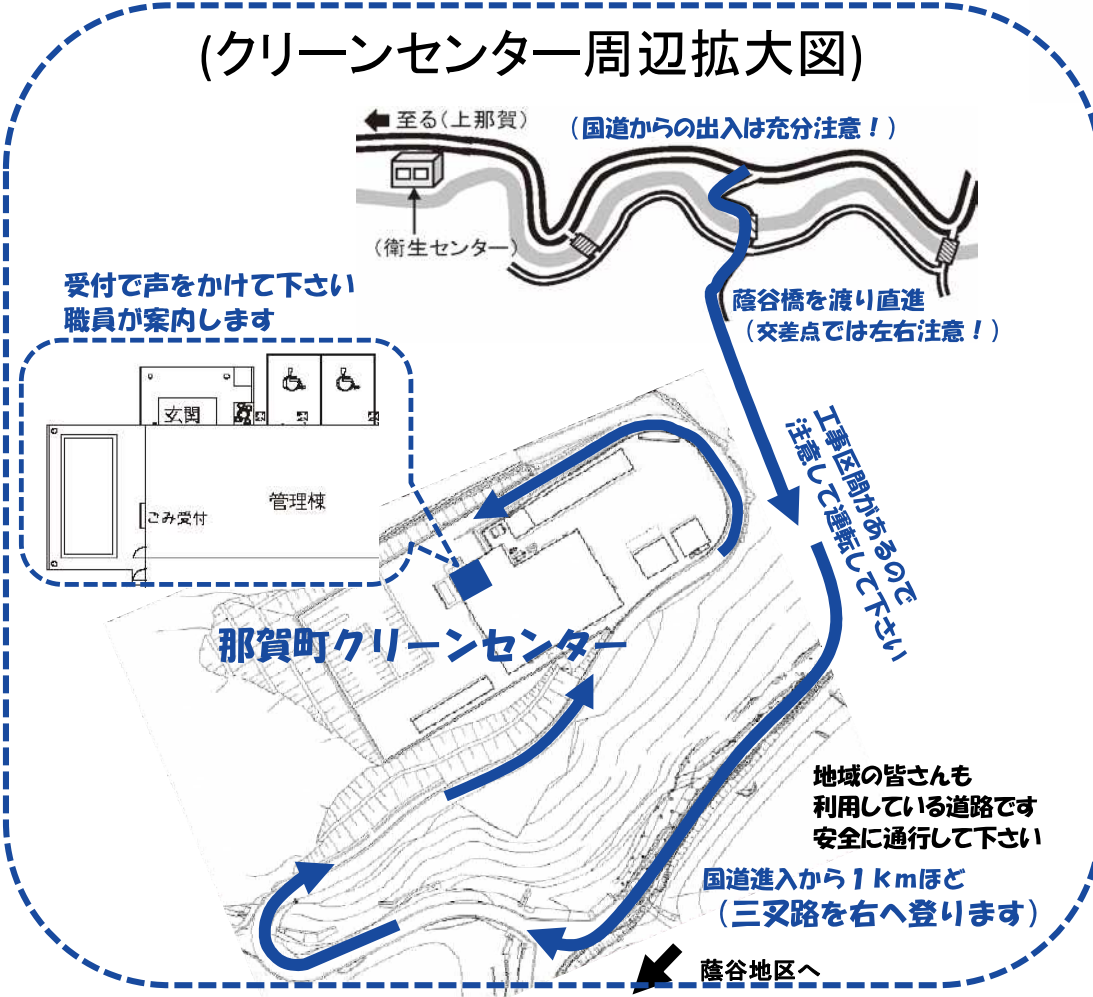 (クリーンセンター周辺拡大図)
至る(上那賀)
(国道からの出入は充分注意！)
(衛生センター)
受付で声をかけて下さい
職員が案内します
蔭谷橋を渡り直進
(交差点では左右注意！)
玄関
ごみ受付
管理棟
工事区間があるので
注意して運転して下さい
那賀町クリーンセンター
地域の皆さんも
利用している道路です
安全に通行して下さい
国道進入から1kmほど
(三叉路を右へ登ります)
蔭谷地区へ